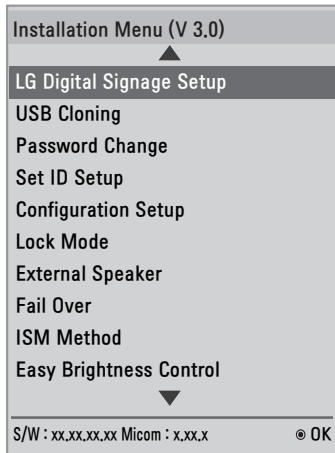 Installation Menu (V 3.0)
LG Digital Signage Setup
USB Cloning
Password Change
Set ID Setup
Configuration Setup
Lock Mode
External Speaker
Fail Over
ISM Method
Easy Brightness Control
S/W : xx.xx.xx.xx Micom : x.xx.x ◉ OK